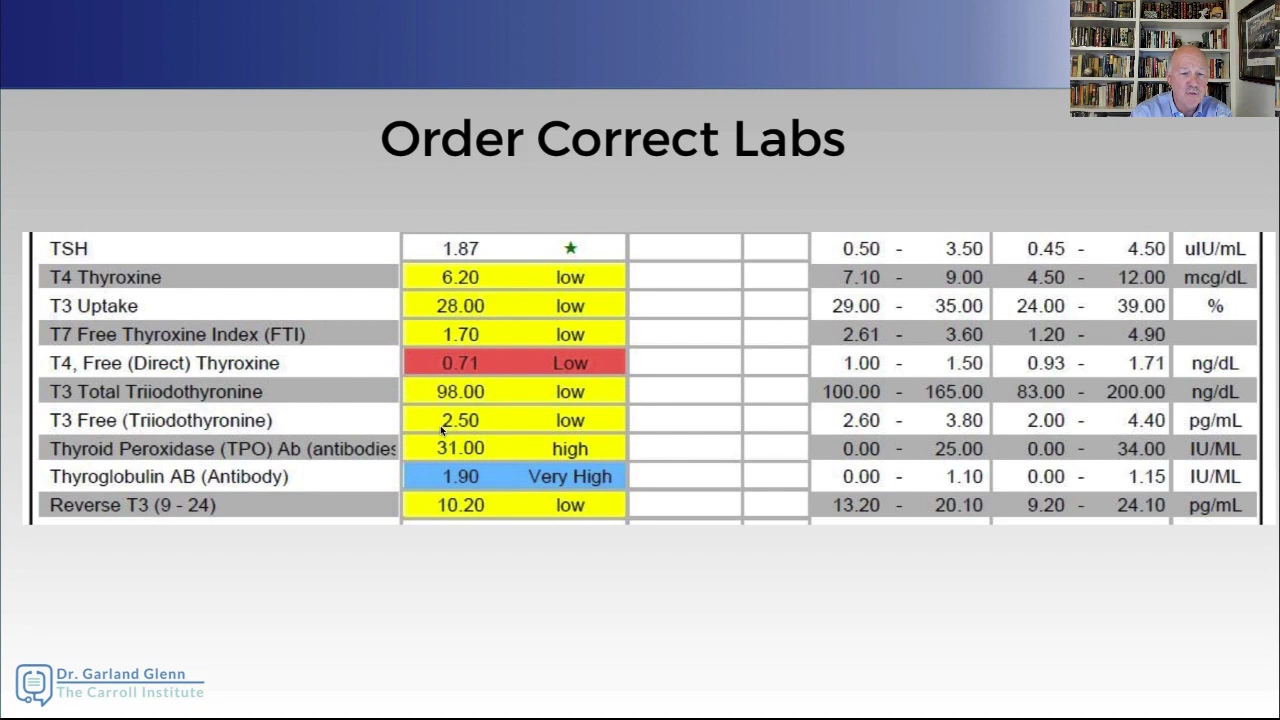 Order Correct Labs
TSH 1.87 ★ 0.50 - 3.50 0.45 - 4.50 uIU/mL
T4 Thyroxine 6.20 low 7.10 - 9.00 4.50 - 12.00 mcg/dL
T3 Uptake 28.00 low 29.00 - 35.00 24.00 - 39.00 %
T7 Free Thyroxine Index (FTI) 1.70 low 2.61 - 3.60 1.20 - 4.90
T4, Free (Direct) Thyroxine 0.71 Low 1.00 - 1.50 0.93 - 1.71 ng/dL
T3 Total Triiodothyronine 98.00 low 100.00 - 165.00 83.00 - 200.00 ng/dL
T3 Free (Triiodothyronine) 2.50 low 2.60 - 3.80 2.00 - 4.40 pg/mL
Thyroid Peroxidase (TPO) Ab (antibodies 31.00 high 0.00 - 25.00 0.00 - 34.00 IU/ML
Thyroglobulin AB (Antibody) 1.90 Very High 0.00 - 1.10 0.00 - 1.15 IU/ML
Reverse T3 (9 - 24) 10.20 low 13.20 - 20.10 9.20 - 24.10 pg/mL
Dr. Garland Glenn
The Carroll Institute